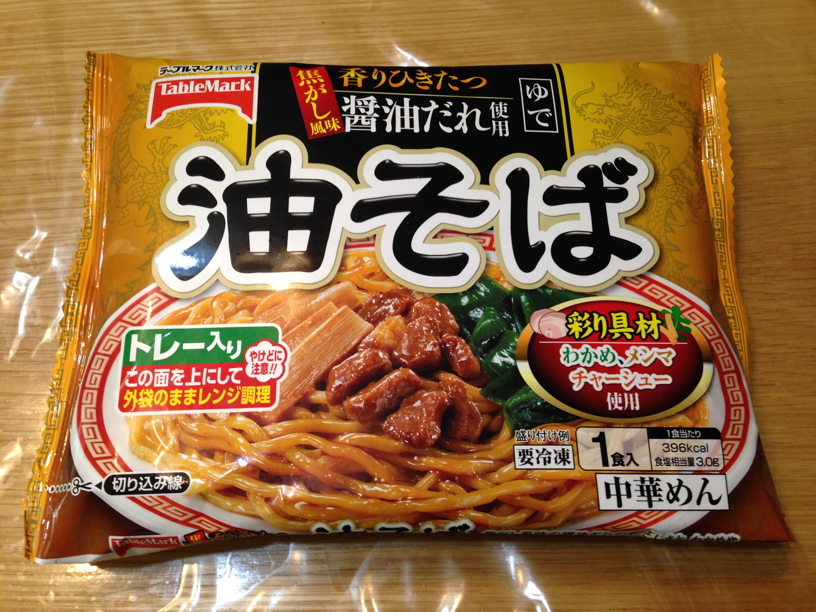 テーブルマーク株式会社
TableMark
焦がし
風味
香りひきたつ
醤油だれ使用
ゆで
油そば
トレー入り
この面を上にして
外袋のままレンジ調理
やけどに
注意!!
彩り具材
わかめ、メンマ
チャーシュー
使用
盛り付け例
要冷凍
1食入
1食当たり
396kcal
食塩相当量3.0g
中華めん
切り込み線
TableMark
油そば